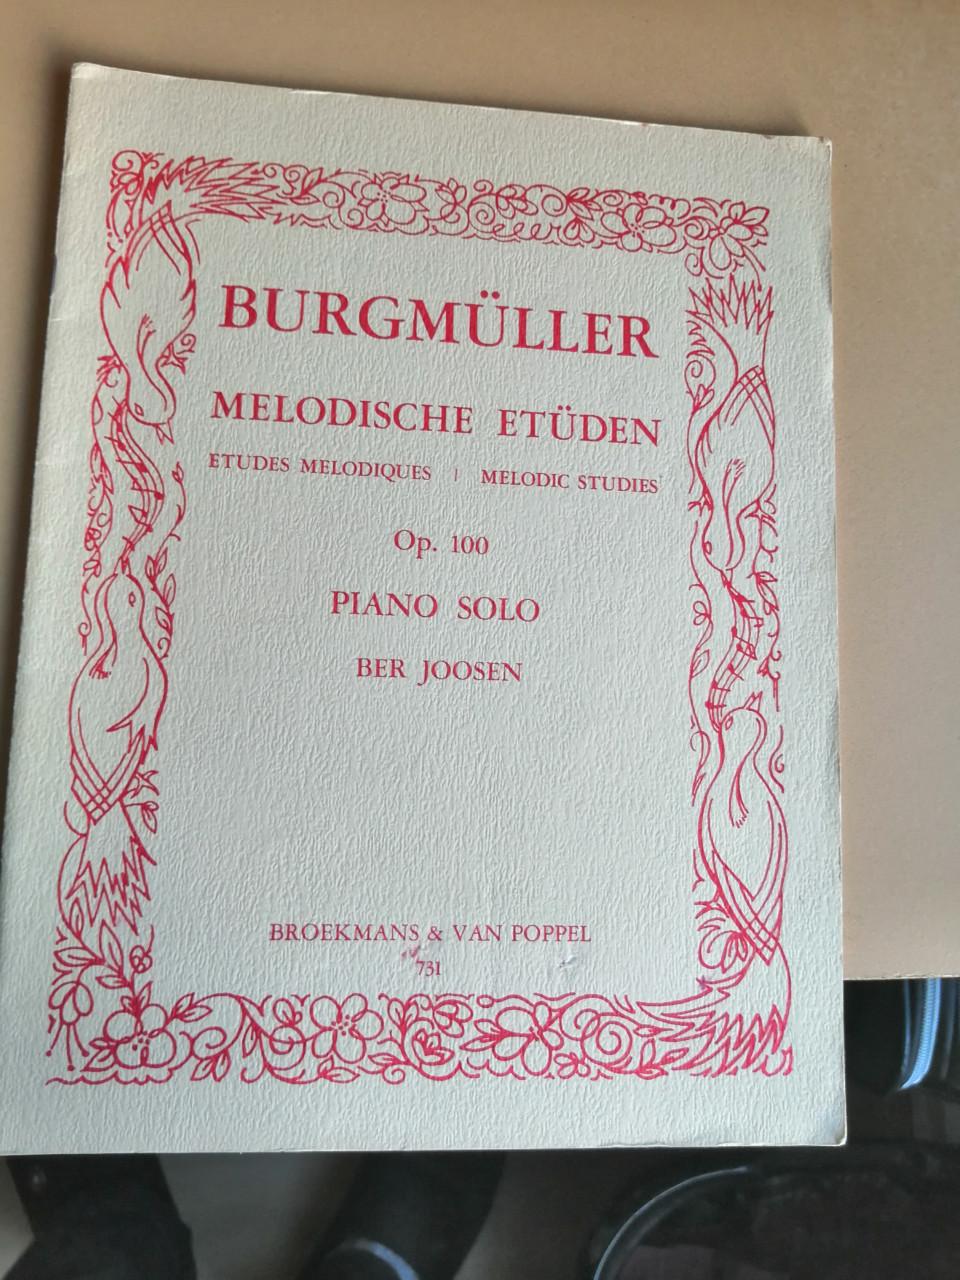 BURGMÜLLER
MELODISCHE ETÜDEN
ETUDES MELODIQUES | MELODIC STUDIES
Op. 100
PIANO SOLO
BER JOOSEN
BROEKMANS & VAN POPPEL
731